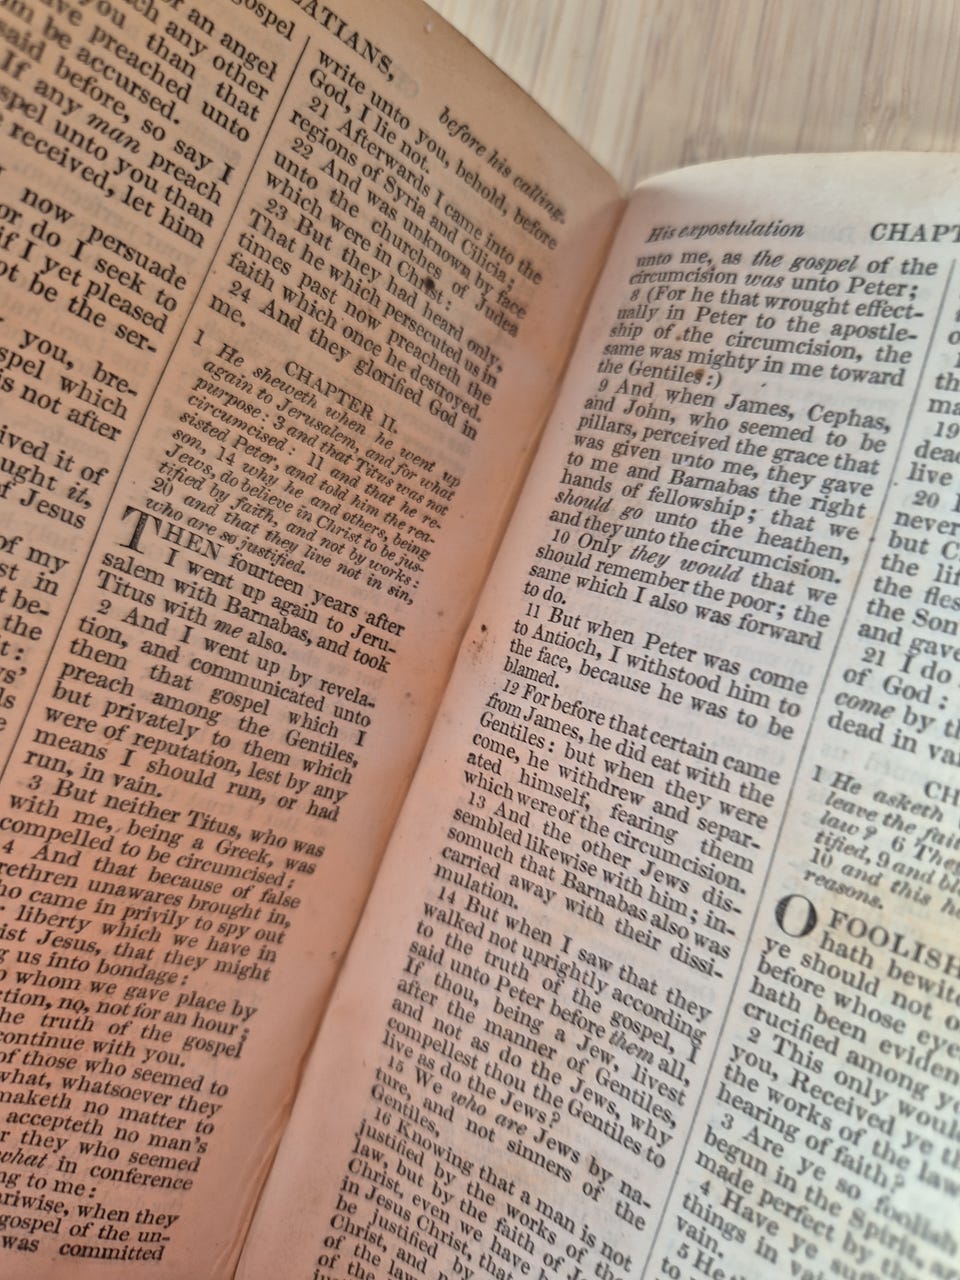 LATIANS,
before his calling.
gospel
of an angel
ch any other
you than that
ve preached unto
m be accursed.
said before, so say I
If any man preach
spel unto you than
received, let him
now persuade
or do I seek to
if I yet pleased
ot be the ser-
you, bre-
spel which
is not after
ived it of
ught it,
f Jesus
of my
st in
t be-
the
write unto you, behold, before
God, I lie not.
21 Afterwards I came into the
regions of Syria and Cilicia;
22 And was unknown by face
unto the churches of Judea
which were in Christ:
23 But they had heard only,
That he which persecuted us in
times past now preacheth the
faith which once he destroyed.
24 And they glorified God in
me.
CHAPTER II.
1 He sheweth when he went up
again to Jerusalem, and for what
purpose: 3 and that Titus was not
circumcised: 11 and that he re-
sisted Peter, and told him the rea-
son, 14 why he and others, being
Jews, do believe in Christ to be jus-
tified by faith, and not by works:
20 and that they live not in sin,
who are so justified.
THEN fourteen years after
I went up again to Jeru-
salem with Barnabas, and took
Titus with me also.
2 And I went up by revela-
tion, and communicated unto
them that gospel which I
preach among the Gentiles,
but privately to them which
were of reputation, lest by any
means I should run, or had
run, in vain.
3 But neither Titus, who was
with me, being a Greek, was
compelled to be circumcised:
4 And that because of false
rethren unawares brought in,
ho came in privily to spy out
r liberty which we have in
ist Jesus, that they might
g us into bondage:
o whom we gave place by
ction, no, not for an hour;
he truth of the gospel
continue with you.
of those who seemed to
what, whatsoever they
maketh no matter to
accepteth no man's
r they who seemed
what in conference
ng to me:
ariwise, when they
gospel of the un-
was committed
His expostulation
CHAPT
unto me, as the gospel of the
circumcision was unto Peter;
8 (For he that wrought effect-
ually in Peter to the apostle-
ship of the circumcision, the
same was mighty in me toward
the Gentiles:)
9 And when James, Cephas,
and John, who seemed to be
pillars, perceived the grace that
was given unto me, they gave
to me and Barnabas the right
hands of fellowship; that we
should go unto the heathen,
and they unto the circumcision.
10 Only they would that we
should remember the poor; the
same which I also was forward
to do.
11 But when Peter was come
to Antioch, I withstood him to
the face, because he was to be
blamed.
12 For before that certain came
from James, he did eat with the
Gentiles: but when they were
come, he withdrew and separ-
ated himself, fearing them
which were of the circumcision.
13 And the other Jews dis-
sembled likewise with him; in-
somuch that Barnabas also was
carried away with their dissi-
mulation.
14 But when I saw that they
walked not uprightly according
to the truth of the gospel, I
said unto Peter before them all,
If thou, being a Jew, livest
after the manner of Gentiles,
and not as do the Jews, why
compellest thou the Gentiles to
live as do the Jews?
15 We who are Jews by na-
ture, and not sinners of the
Gentiles,
16 Knowing that a man is not
justified by the works of the
law, but by the faith of Je
Christ, even we have be
in Jesus Christ, that
be justified by
Christ, and
of the law
th
ma
19
dead
live
20 I
never
but C
the lif
the fles
the Son
and gave
21 I do
of God:
come by th
dead in vai
CH
1 He asketh
leave the fait
law? 6 The
tified, 9 and bl
10 and this he
reasons.
O FOOLISH
hath bewite
ye should not o
before whose eye
hath been eviden
crucified among yo
2 This only would
you, Received ye th
the works of the law
hearing of faith?
3 Are ye so foolish
begun in the Spirit, a
made perfect by the
4 Have ye suf
things in va
vain.
5 He
to yo